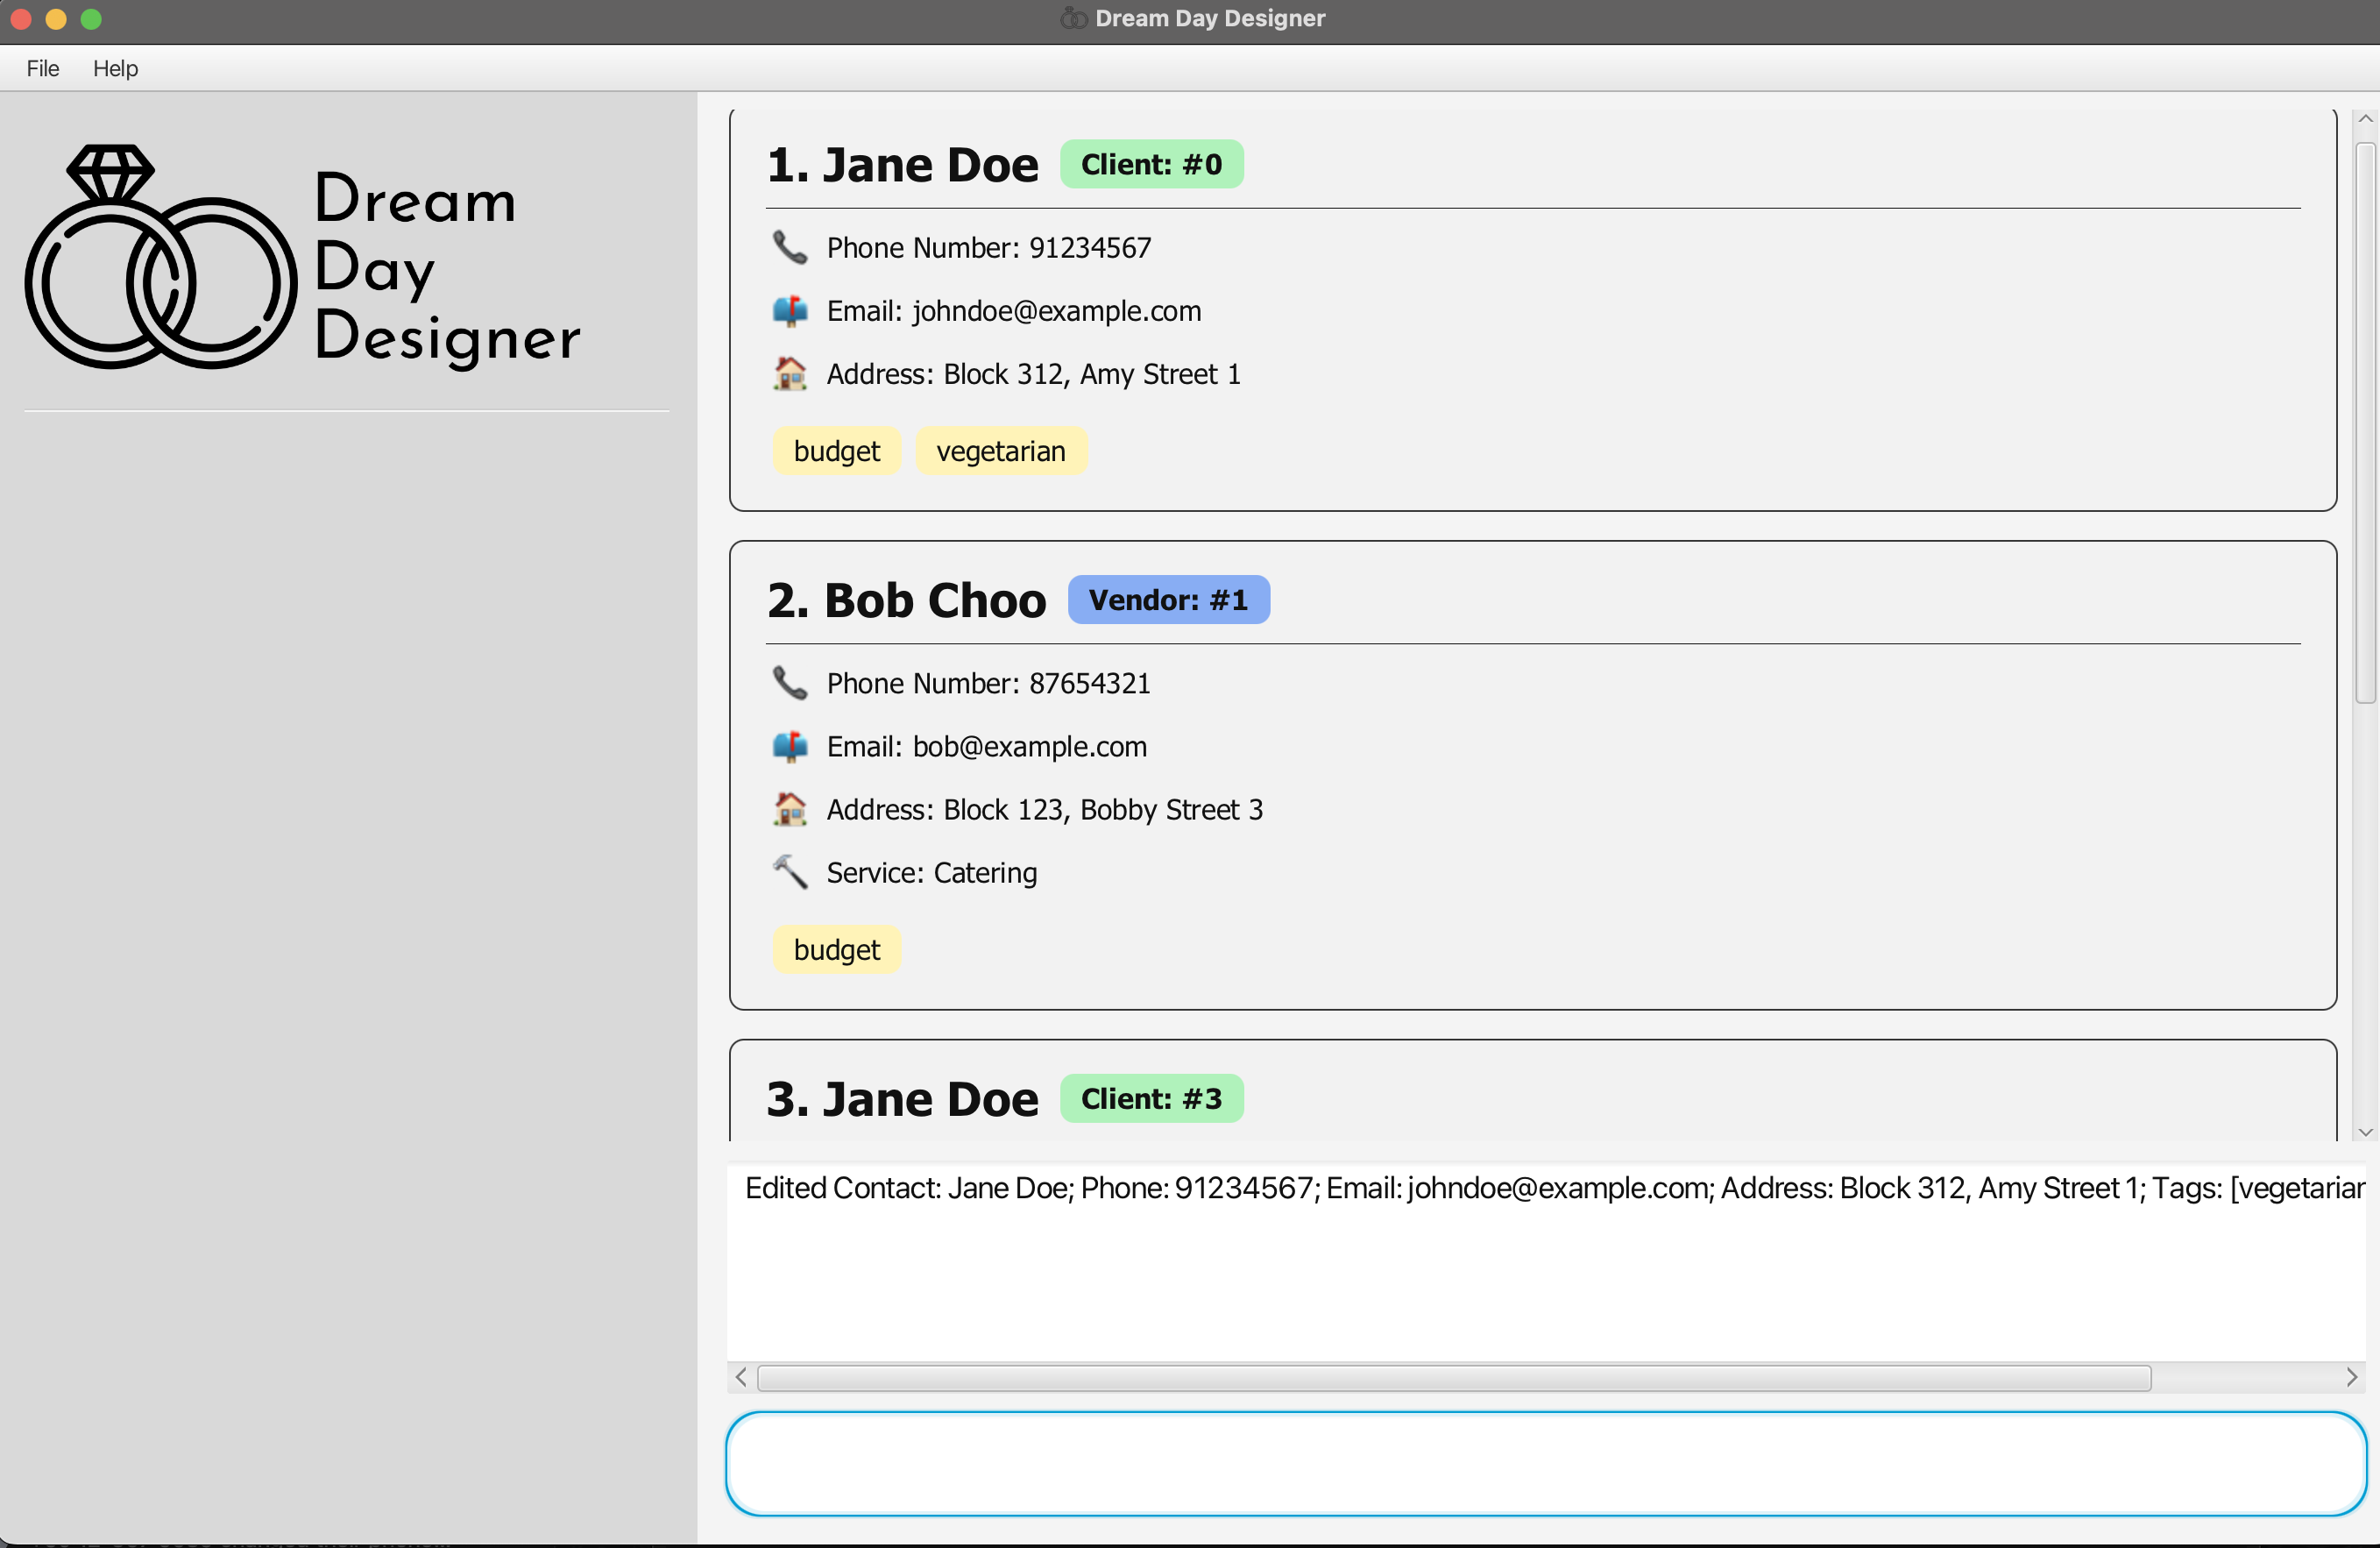 Dream Day Designer
File Help
Dream
Day
Designer
1. Jane Doe Client: #0
Phone Number: 91234567
Email: johndoe@example.com
Address: Block 312, Amy Street 1
budget vegetarian
2. Bob Choo Vendor: #1
Phone Number: 87654321
Email: bob@example.com
Address: Block 123, Bobby Street 3
Service: Catering
budget
3. Jane Doe Client: #3
Edited Contact: Jane Doe; Phone: 91234567; Email: johndoe@example.com; Address: Block 312, Amy Street 1; Tags: [vegetarian